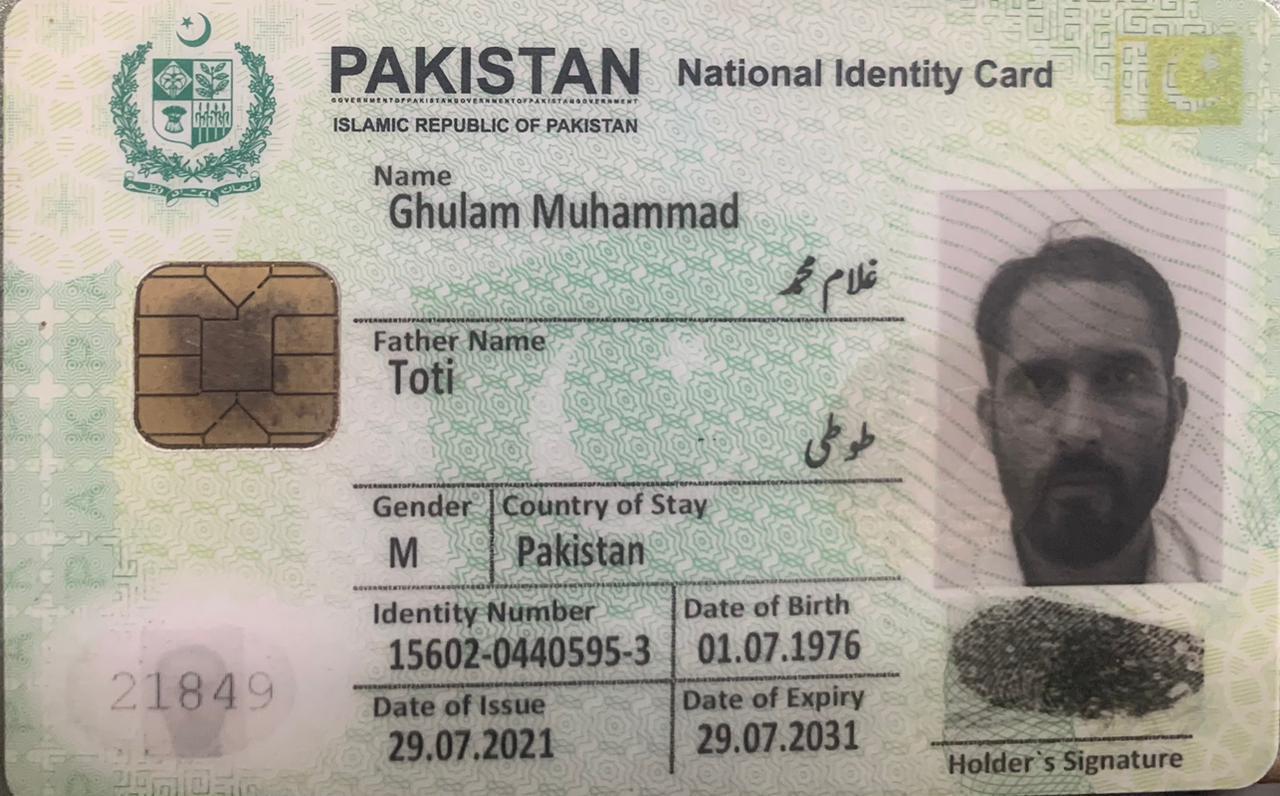 PAKISTAN
National Identity Card
ISLAMIC REPUBLIC OF PAKISTAN
Name
Ghulam Muhammad
غلام محمد
Father Name
Toti
طوطی
Gender
Country of Stay
M
Pakistan
Identity Number
Date of Birth
15602-0440595-3
01.07.1976
21849
Date of Issue
Date of Expiry
29.07.2021
29.07.2031
Holder`s Signature